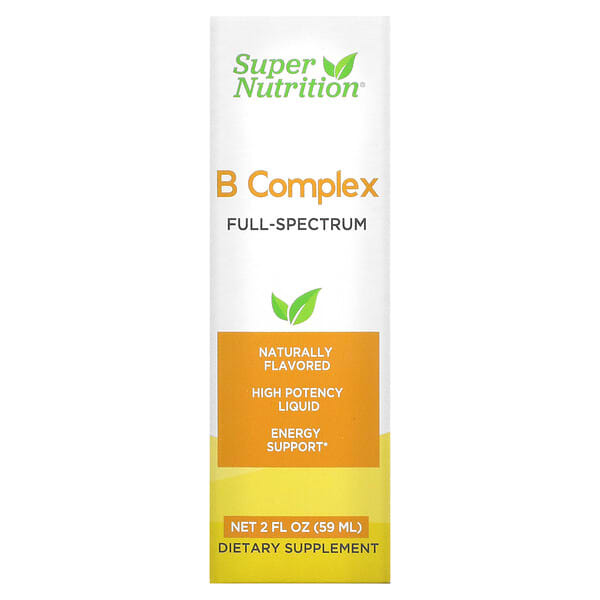 Super
Nutrition®
B Complex
FULL-SPECTRUM
NATURALLY
FLAVORED
HIGH POTENCY
LIQUID
ENERGY
SUPPORT*
NET 2 FL OZ (59 ML)
DIETARY SUPPLEMENT